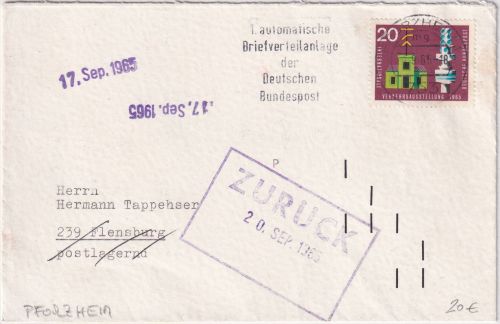 1. automatische
Briefverteilanlage
der
Deutschen
Bundespost
20
VERKEHRSAUSSTELLUNG 1965
17. Sep. 1965
17. Sep. 1965
P
Herrn
Hermann Tappehser
239 Flensburg
postlagernd
ZURÜCK
20. SEP. 1965
PFORZHEIM
20€